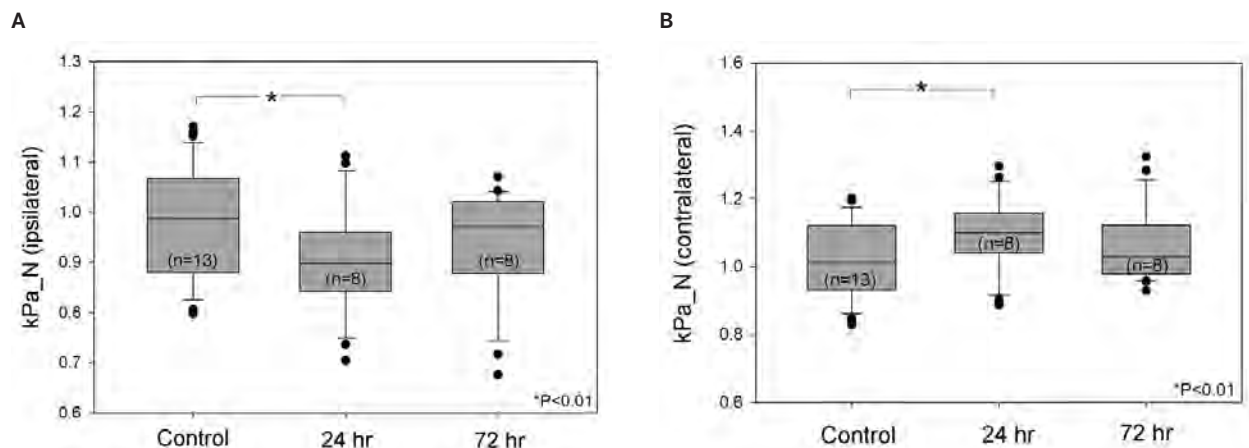 A
kPa_N (ipsilateral)
1.3
1.2
1.1
1.0
0.9
0.8
0.7
0.6
*
(n=13)
(n=8)
(n=8)
*P<0.01
Control 24 hr 72 hr
B
kPa_N (contralateral)
1.6
1.4
1.2
1.0
0.8
0.6
*
(n=13)
(n=8)
(n=8)
*P<0.01
Control 24 hr 72 hr